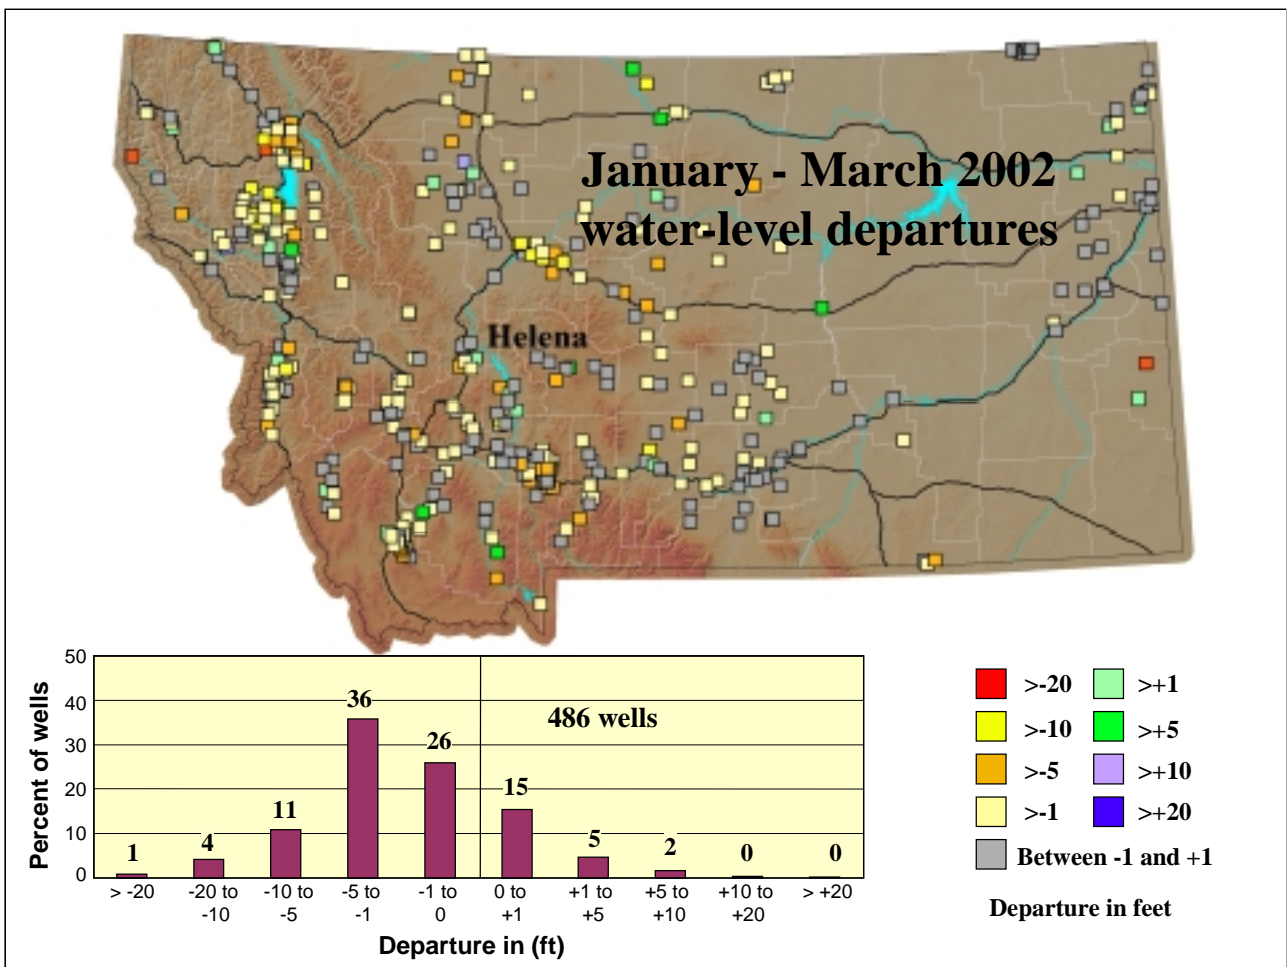 January - March 2002
water-level departures
Helena
Percent of wells
50
40
30
20
10
0
486 wells
1
4
11
36
26
15
5
2
0
0
> -20
-20 to
-10
-10 to
-5
-5 to
-1
-1 to
0
0 to
+1
+1 to
+5
+5 to
+10
+10 to
+20
> +20
Departure in (ft)
>-20
>+1
>-10
>+5
>-5
>+10
>-1
>+20
Between -1 and +1
Departure in feet